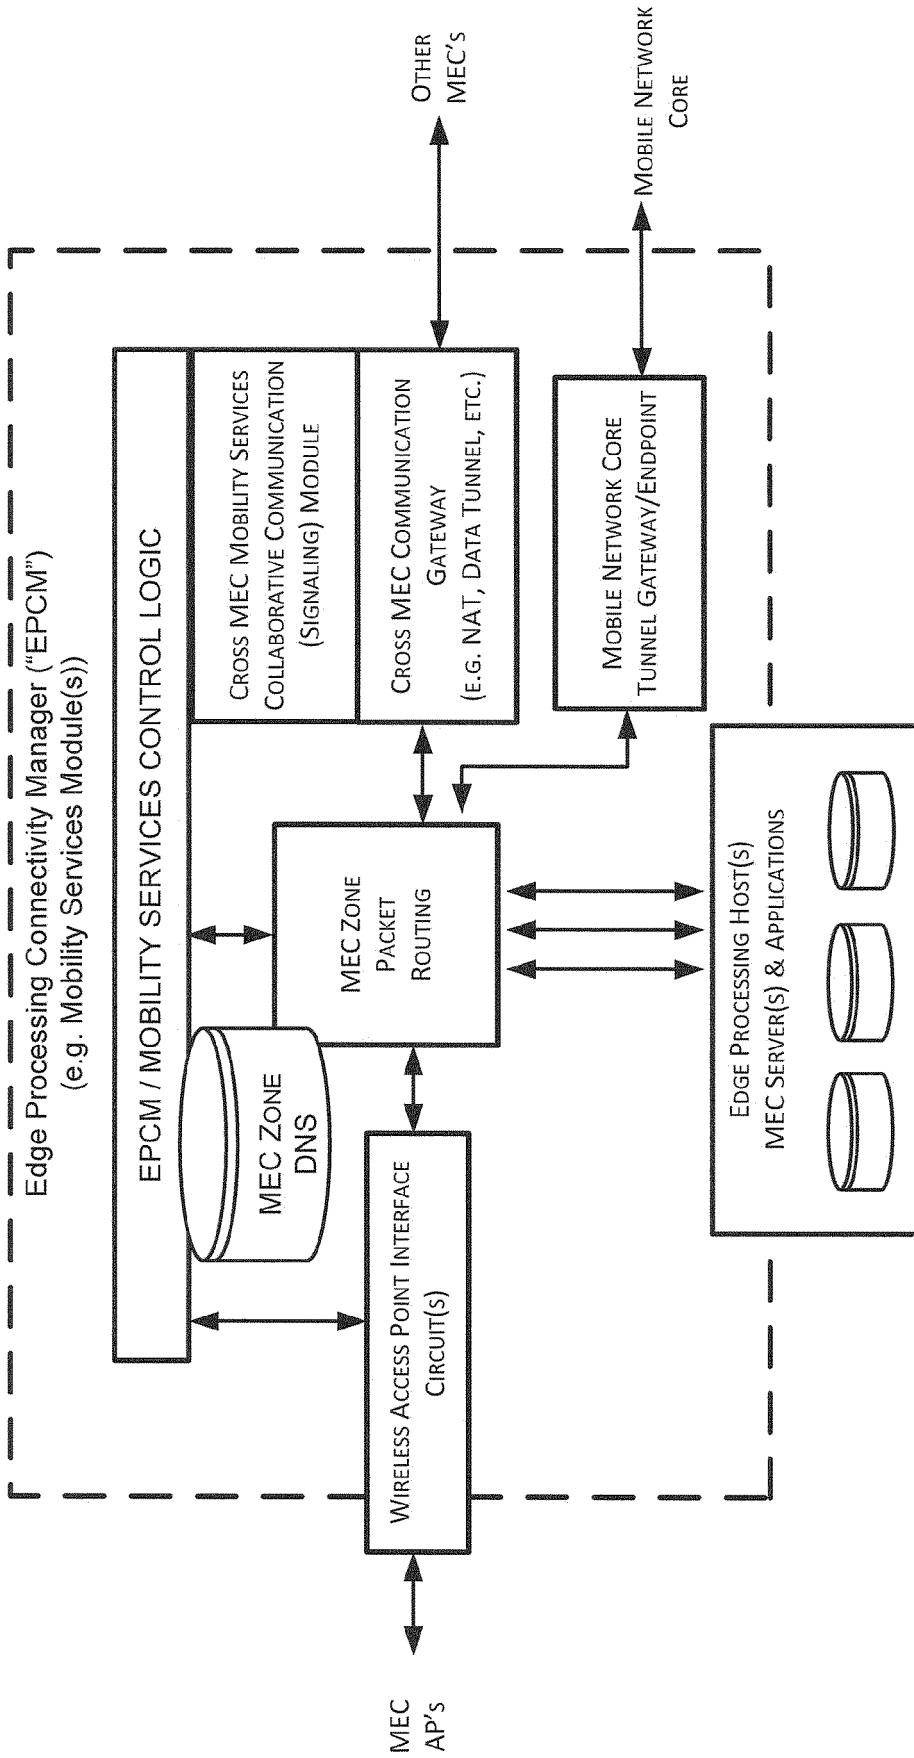 Edge Processing Connectivity Manager (“EPCM”)
(e.g. Mobility Services Module(s))
EPCM / MOBILITY SERVICES CONTROL LOGIC
MEC ZONE
DNS
CROSS MEC MOBILITY SERVICES
COLLABORATIVE COMMUNICATION
(SIGNALING) MODULE
CROSS MEC COMMUNICATION
GATEWAY
(E.G. NAT, DATA TUNNEL, ETC.)
OTHER
MEC'S
MEC ZONE
PACKET
ROUTING
WIRELESS ACCESS POINT INTERFACE
CIRCUIT(S)
MEC
AP'S
MOBILE NETWORK CORE
TUNNEL GATEWAY/ENDPOINT
MOBILE NETWORK
CORE
EDGE PROCESSING HOST(S)
MEC SERVER(S) & APPLICATIONS